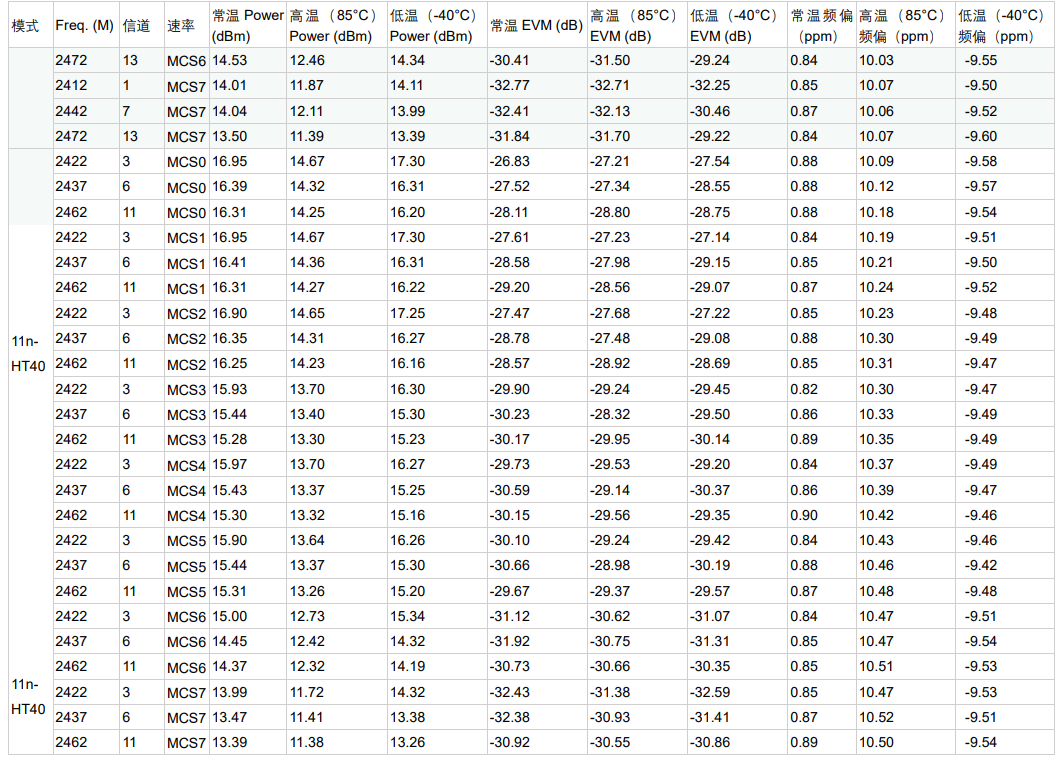 模式 Freq. (M) 信道 速率 常温 Power (dBm) 高温（85°C）Power (dBm) 低温（-40°C）Power (dBm) 常温 EVM (dB) 高温（85°C）EVM (dB) 低温（-40°C）EVM (dB) 常温频偏（ppm） 高温（85°C）频偏（ppm） 低温（-40°C）频偏（ppm）
2472 13 MCS6 14.53 12.46 14.34 -30.41 -31.50 -29.24 0.84 10.03 -9.55
2412 1 MCS7 14.01 11.87 14.11 -32.77 -32.71 -32.25 0.85 10.07 -9.50
2442 7 MCS7 14.04 12.11 13.99 -32.41 -32.13 -30.46 0.87 10.06 -9.52
2472 13 MCS7 13.50 11.39 13.39 -31.84 -31.70 -29.22 0.84 10.07 -9.60
2422 3 MCS0 16.95 14.67 17.30 -26.83 -27.21 -27.54 0.88 10.09 -9.58
2437 6 MCS0 16.39 14.32 16.31 -27.52 -27.34 -28.55 0.88 10.12 -9.57
2462 11 MCS0 16.31 14.25 16.20 -28.11 -28.80 -28.75 0.88 10.18 -9.54
2422 3 MCS1 16.95 14.67 17.30 -27.61 -27.23 -27.14 0.84 10.19 -9.51
2437 6 MCS1 16.41 14.36 16.31 -28.58 -27.98 -29.15 0.85 10.21 -9.50
2462 11 MCS1 16.31 14.27 16.22 -29.20 -28.56 -29.07 0.87 10.24 -9.52
2422 3 MCS2 16.90 14.65 17.25 -27.47 -27.68 -27.22 0.85 10.23 -9.48
11n-HT40 2437 6 MCS2 16.35 14.31 16.27 -28.78 -27.48 -29.08 0.88 10.30 -9.49
2462 11 MCS2 16.25 14.23 16.16 -28.57 -28.92 -28.69 0.85 10.31 -9.47
2422 3 MCS3 15.93 13.70 16.30 -29.90 -29.24 -29.45 0.82 10.30 -9.47
2437 6 MCS3 15.44 13.40 15.30 -30.23 -28.32 -29.50 0.86 10.33 -9.49
2462 11 MCS3 15.28 13.30 15.23 -30.17 -29.95 -30.14 0.89 10.35 -9.49
2422 3 MCS4 15.97 13.70 16.27 -29.73 -29.53 -29.20 0.84 10.37 -9.49
2437 6 MCS4 15.43 13.37 15.25 -30.59 -29.14 -30.37 0.86 10.39 -9.47
2462 11 MCS4 15.30 13.32 15.16 -30.15 -29.56 -29.35 0.90 10.42 -9.46
2422 3 MCS5 15.90 13.64 16.26 -30.10 -29.24 -29.42 0.84 10.43 -9.46
2437 6 MCS5 15.44 13.37 15.30 -30.66 -28.98 -30.19 0.88 10.46 -9.42
2462 11 MCS5 15.31 13.26 15.20 -29.67 -29.37 -29.57 0.87 10.48 -9.48
2422 3 MCS6 15.00 12.73 15.34 -31.12 -30.62 -31.07 0.84 10.47 -9.51
2437 6 MCS6 14.45 12.42 14.32 -31.92 -30.75 -31.31 0.85 10.47 -9.54
2462 11 MCS6 14.37 12.32 14.19 -30.73 -30.66 -30.35 0.85 10.51 -9.53
11n-HT40 2422 3 MCS7 13.99 11.72 14.32 -32.43 -31.38 -32.59 0.85 10.47 -9.53
2437 6 MCS7 13.47 11.41 13.38 -32.38 -30.93 -31.41 0.87 10.52 -9.51
2462 11 MCS7 13.39 11.38 13.26 -30.92 -30.55 -30.86 0.89 10.50 -9.54